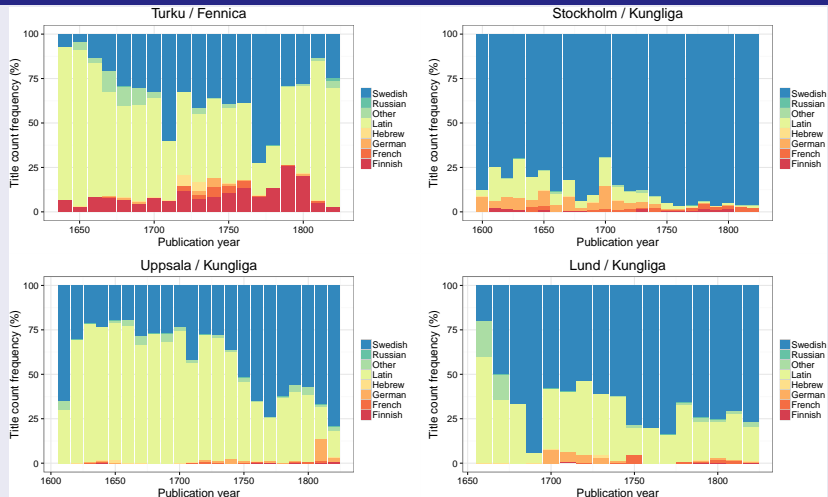 Turku / Fennica
Title count frequency (%)
100
75
50
25
0
1650
1700
1750
1800
Publication year
Swedish
Russian
Other
Latin
Hebrew
German
French
Finnish
Stockholm / Kungliga
Title count frequency (%)
100
75
50
25
0
1600
1650
1700
1750
1800
Publication year
Swedish
Russian
Other
Latin
Hebrew
German
French
Finnish
Uppsala / Kungliga
Title count frequency (%)
100
75
50
25
0
1600
1650
1700
1750
1800
Publication year
Swedish
Russian
Other
Latin
Hebrew
German
French
Finnish
Lund / Kungliga
Title count frequency (%)
100
75
50
25
0
1650
1700
1750
1800
Publication year
Swedish
Russian
Other
Latin
Hebrew
German
French
Finnish